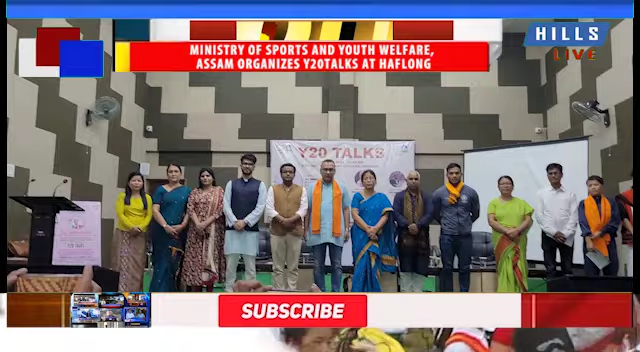 MINISTRY OF SPORTS AND YOUTH WELFARE,
ASSAM ORGANIZES Y20TALKS AT HAFLONG
HILLS
LIVE
Y20 TALKS
SUBSCRIBE